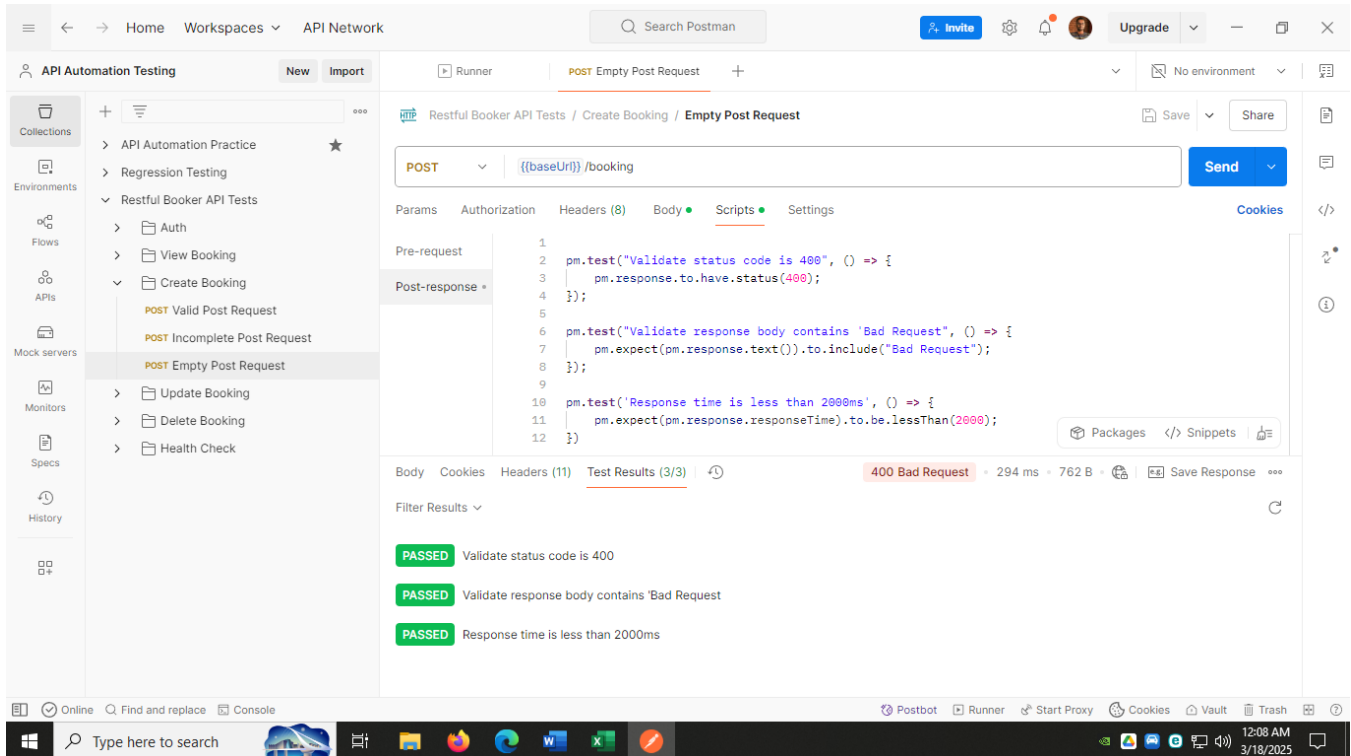 Home Workspaces API Network
Search Postman
Invite
Upgrade
API Automation Testing
New Import
Runner
POST Empty Post Request
No environment
Collections
Environments
Flows
APIs
Mock servers
Monitors
Specs
History
API Automation Practice
Regression Testing
Restful Booker API Tests
Auth
View Booking
Create Booking
POST Valid Post Request
POST Incomplete Post Request
POST Empty Post Request
Update Booking
Delete Booking
Health Check
HTTP Restful Booker API Tests / Create Booking / Empty Post Request
Save Share
POST {{baseUrl}} /booking
Send
Params Authorization Headers (8) Body Scripts Settings
Cookies
Pre-request
Post-response
1
2 pm.test("Validate status code is 400", () => {
3 pm.response.to.have.status(400);
4 });
5
6 pm.test("Validate response body contains 'Bad Request", () => {
7 pm.expect(pm.response.text()).to.include("Bad Request");
8 });
9
10 pm.test('Response time is less than 2000ms', () => {
11 pm.expect(pm.response.responseTime).to.be.lessThan(2000);
12 })
Packages Snippets
Body Cookies Headers (11) Test Results (3/3)
400 Bad Request 294 ms 762 B e.g. Save Response
Filter Results
PASSED Validate status code is 400
PASSED Validate response body contains 'Bad Request
PASSED Response time is less than 2000ms
Online Find and replace Console
Postbot Runner Start Proxy Cookies Vault Trash
Type here to search
12:08 AM
3/18/2025